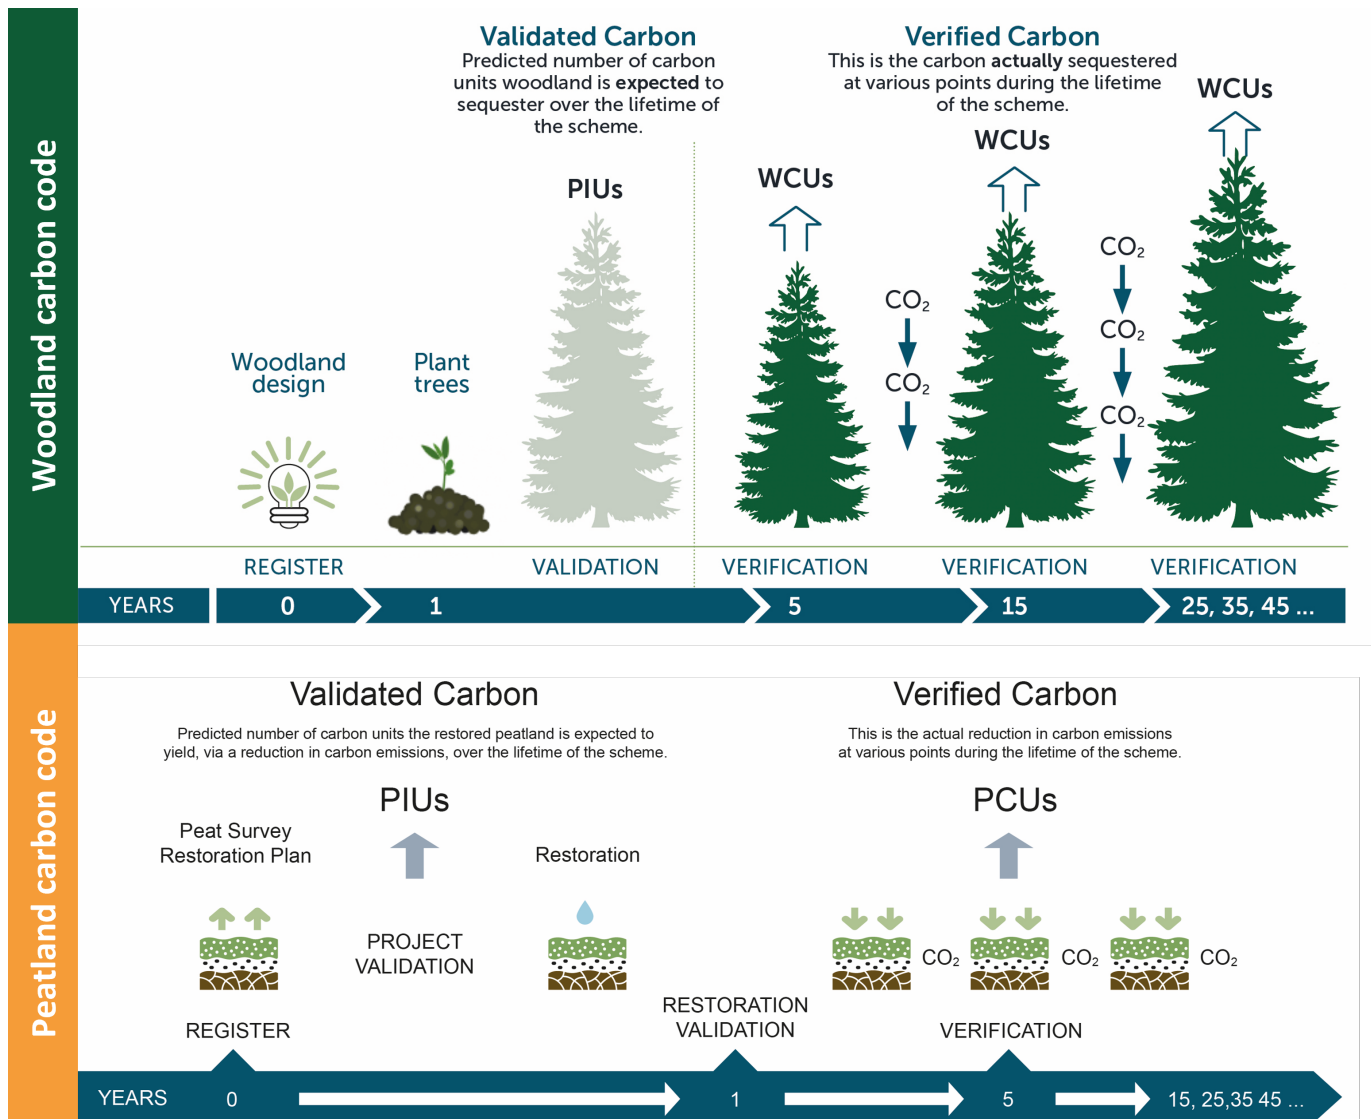 Woodland carbon code
Validated Carbon
Predicted number of carbon
units woodland is expected to
sequester over the lifetime of
the scheme.
Verified Carbon
This is the carbon actually sequestered
at various points during the lifetime
of the scheme.
PIUs
WCUs
WCUs
WCUs
CO₂
CO₂
CO₂
CO₂
CO₂
Woodland
design
Plant
trees
REGISTER
VALIDATION
VERIFICATION
VERIFICATION
VERIFICATION
YEARS
0
1
5
15
25, 35, 45 ...
Peatland carbon code
Validated Carbon
Predicted number of carbon units the restored peatland is expected to
yield, via a reduction in carbon emissions, over the lifetime of the scheme.
Verified Carbon
This is the actual reduction in carbon emissions
at various points during the lifetime of the scheme.
PIUs
PCUs
Peat Survey
Restoration Plan
Restoration
PROJECT
VALIDATION
CO₂
CO₂
CO₂
REGISTER
RESTORATION
VALIDATION
VERIFICATION
YEARS
0
1
5
15, 25,35 45 ...